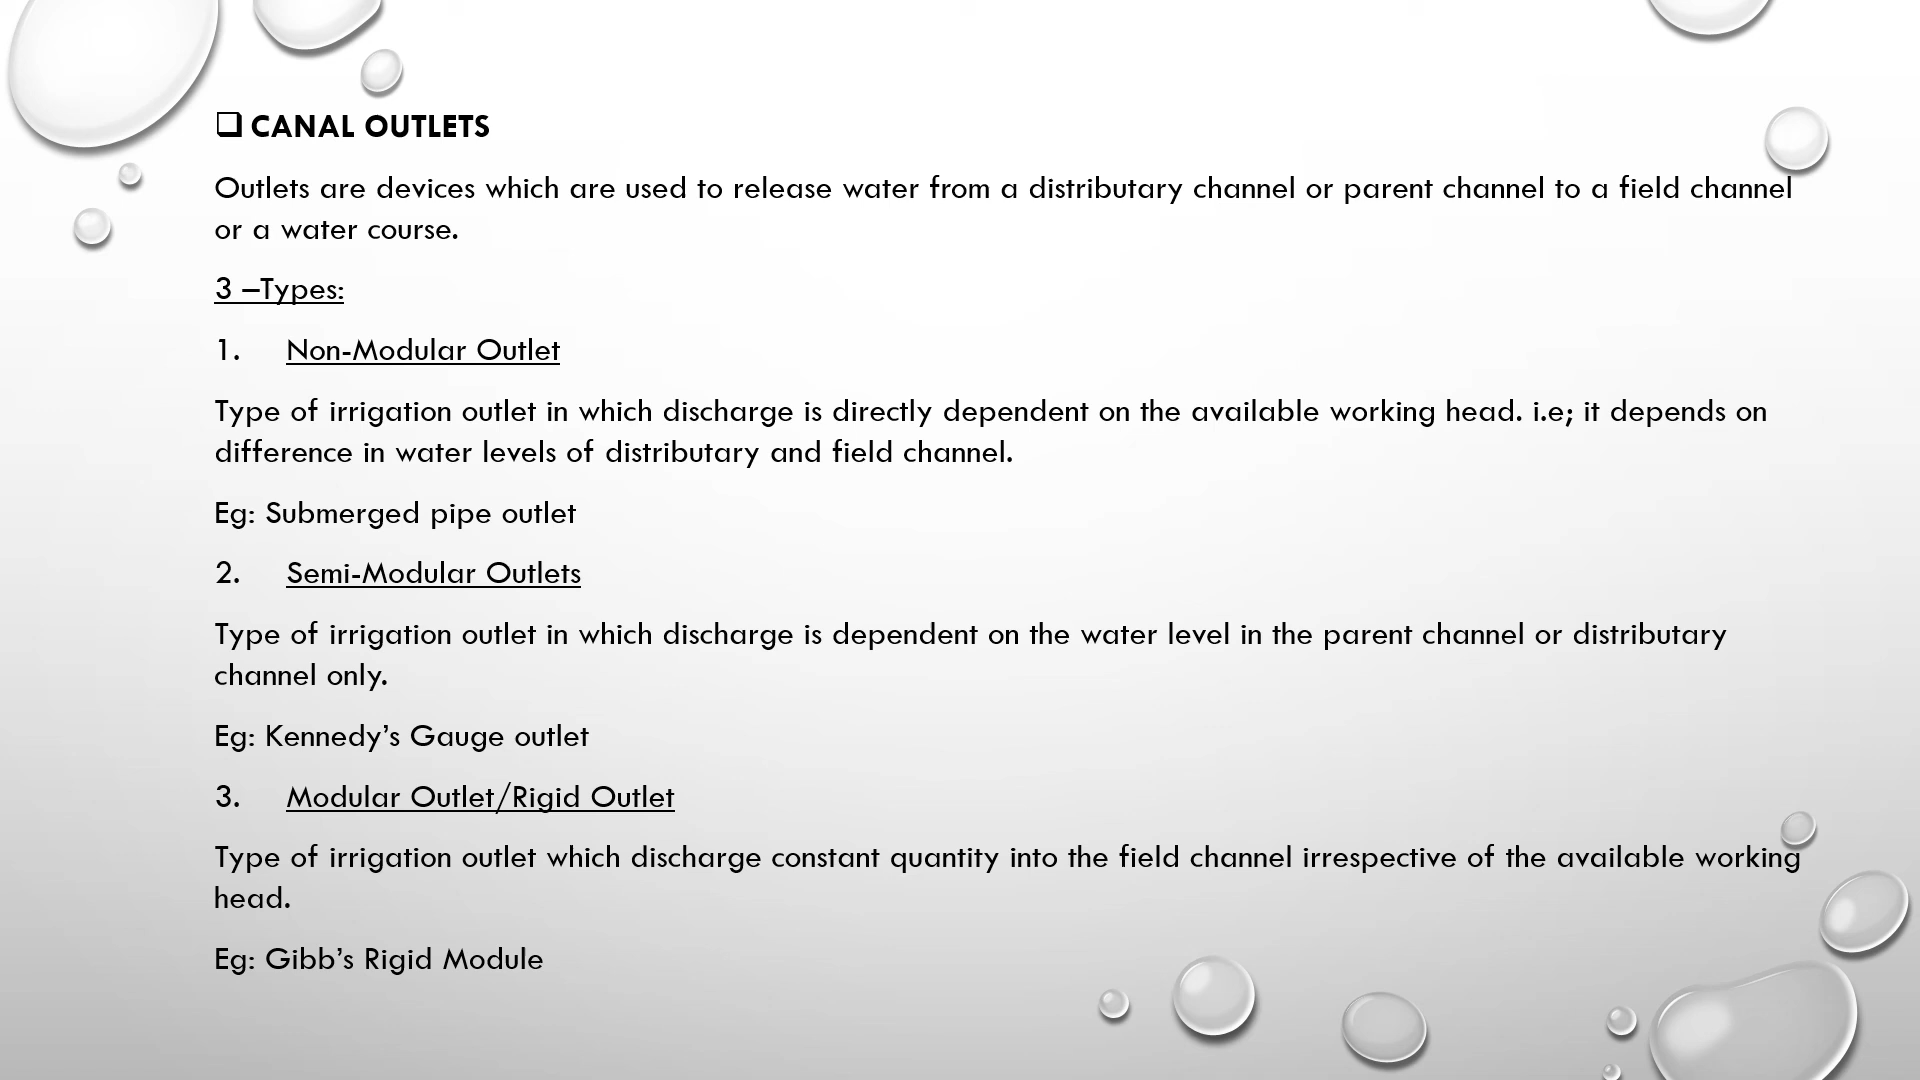 ❑ CANAL OUTLETS
Outlets are devices which are used to release water from a distributary channel or parent channel to a field channel
or a water course.
3 –Types:
1. Non-Modular Outlet
Type of irrigation outlet in which discharge is directly dependent on the available working head. i.e; it depends on
difference in water levels of distributary and field channel.
Eg: Submerged pipe outlet
2. Semi-Modular Outlets
Type of irrigation outlet in which discharge is dependent on the water level in the parent channel or distributary
channel only.
Eg: Kennedy’s Gauge outlet
3. Modular Outlet/Rigid Outlet
Type of irrigation outlet which discharge constant quantity into the field channel irrespective of the available working
head.
Eg: Gibb’s Rigid Module